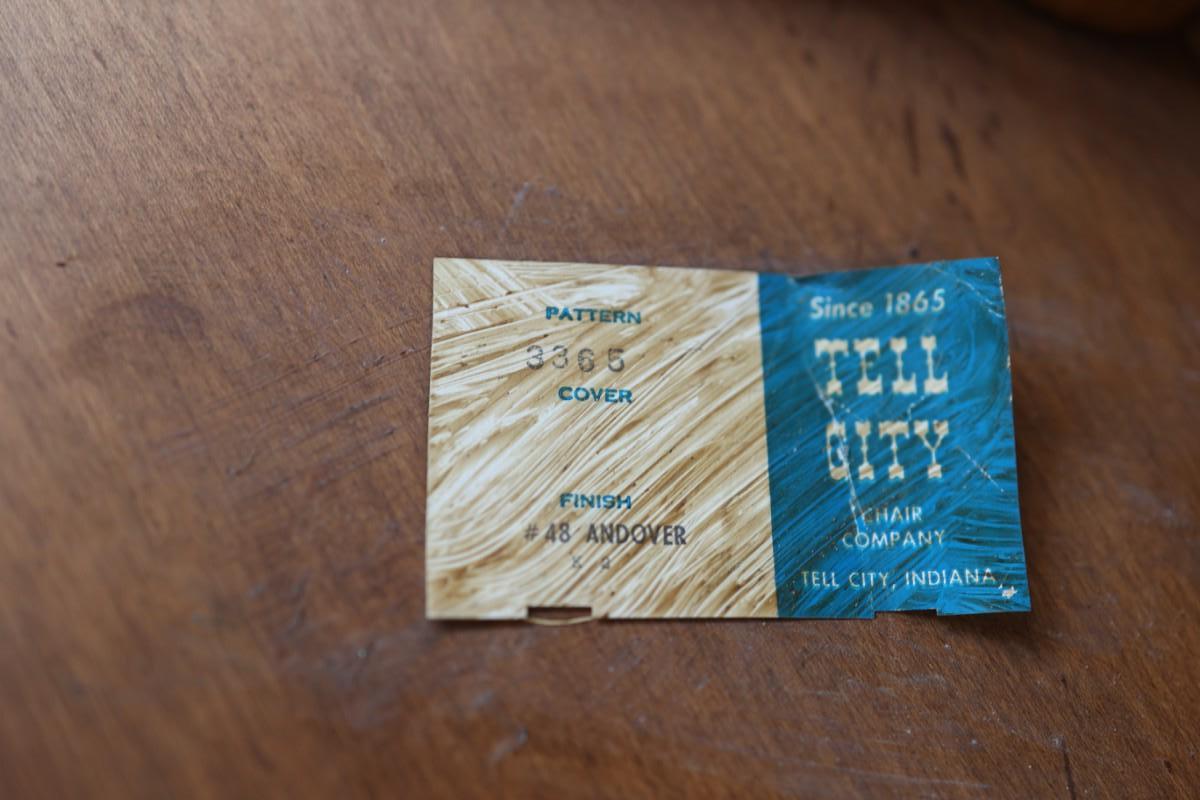 PATTERN
3365
COVER
FINISH
#48 ANDOVER
Since 1865
TELL
CITY
CHAIR
COMPANY
TELL CITY, INDIANA